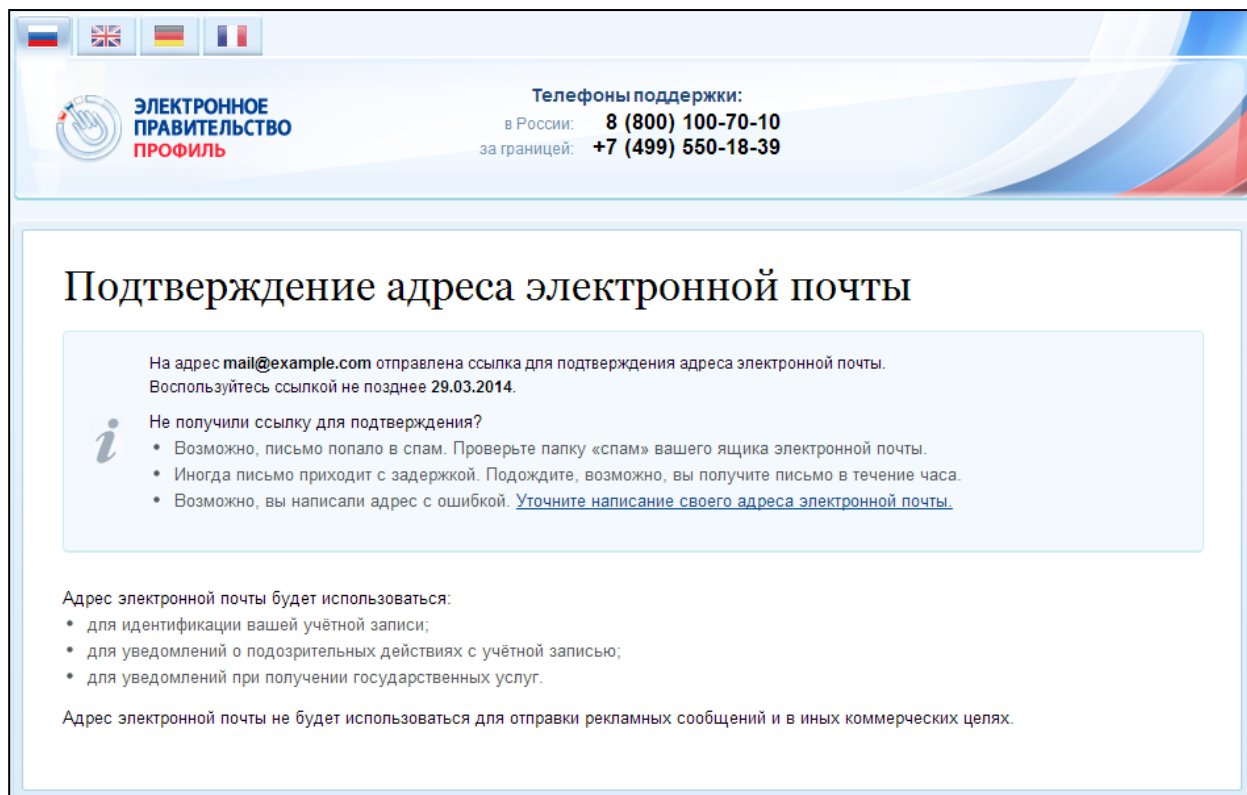 ЭЛЕКТРОННОЕ
ПРАВИТЕЛЬСТВО
ПРОФИЛЬ
Телефоны поддержки:
в России: 8 (800) 100-70-10
за границей: +7 (499) 550-18-39
Подтверждение адреса электронной почты
На адрес mail@example.com отправлена ссылка для подтверждения адреса электронной почты.
Воспользуйтесь ссылкой не позднее 29.03.2014.
Не получили ссылку для подтверждения?
• Возможно, письмо попало в спам. Проверьте папку «спам» вашего ящика электронной почты.
• Иногда письмо приходит с задержкой. Подождите, возможно, вы получите письмо в течение часа.
• Возможно, вы написали адрес с ошибкой. Уточните написание своего адреса электронной почты.
Адрес электронной почты будет использоваться:
• для идентификации вашей учётной записи;
• для уведомлений о подозрительных действиях с учётной записью;
• для уведомлений при получении государственных услуг.
Адрес электронной почты не будет использоваться для отправки рекламных сообщений и в иных коммерческих целях.